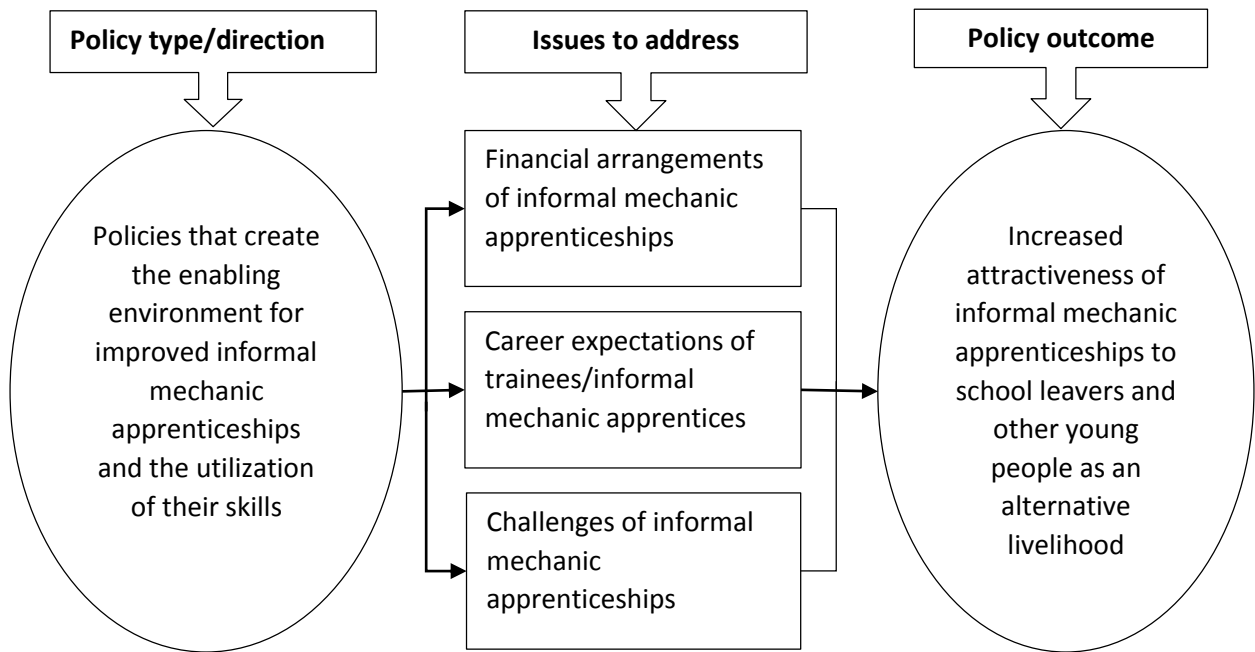 Policy type/direction
Issues to address
Policy outcome
Policies that create
the enabling
environment for
improved informal
mechanic
apprenticeships
and the utilization
of their skills
Financial arrangements
of informal mechanic
apprenticeships
Career expectations of
trainees/informal
mechanic apprentices
Challenges of informal
mechanic
apprenticeships
Increased
attractiveness of
informal mechanic
apprenticeships to
school leavers and
other young
people as an
alternative
livelihood